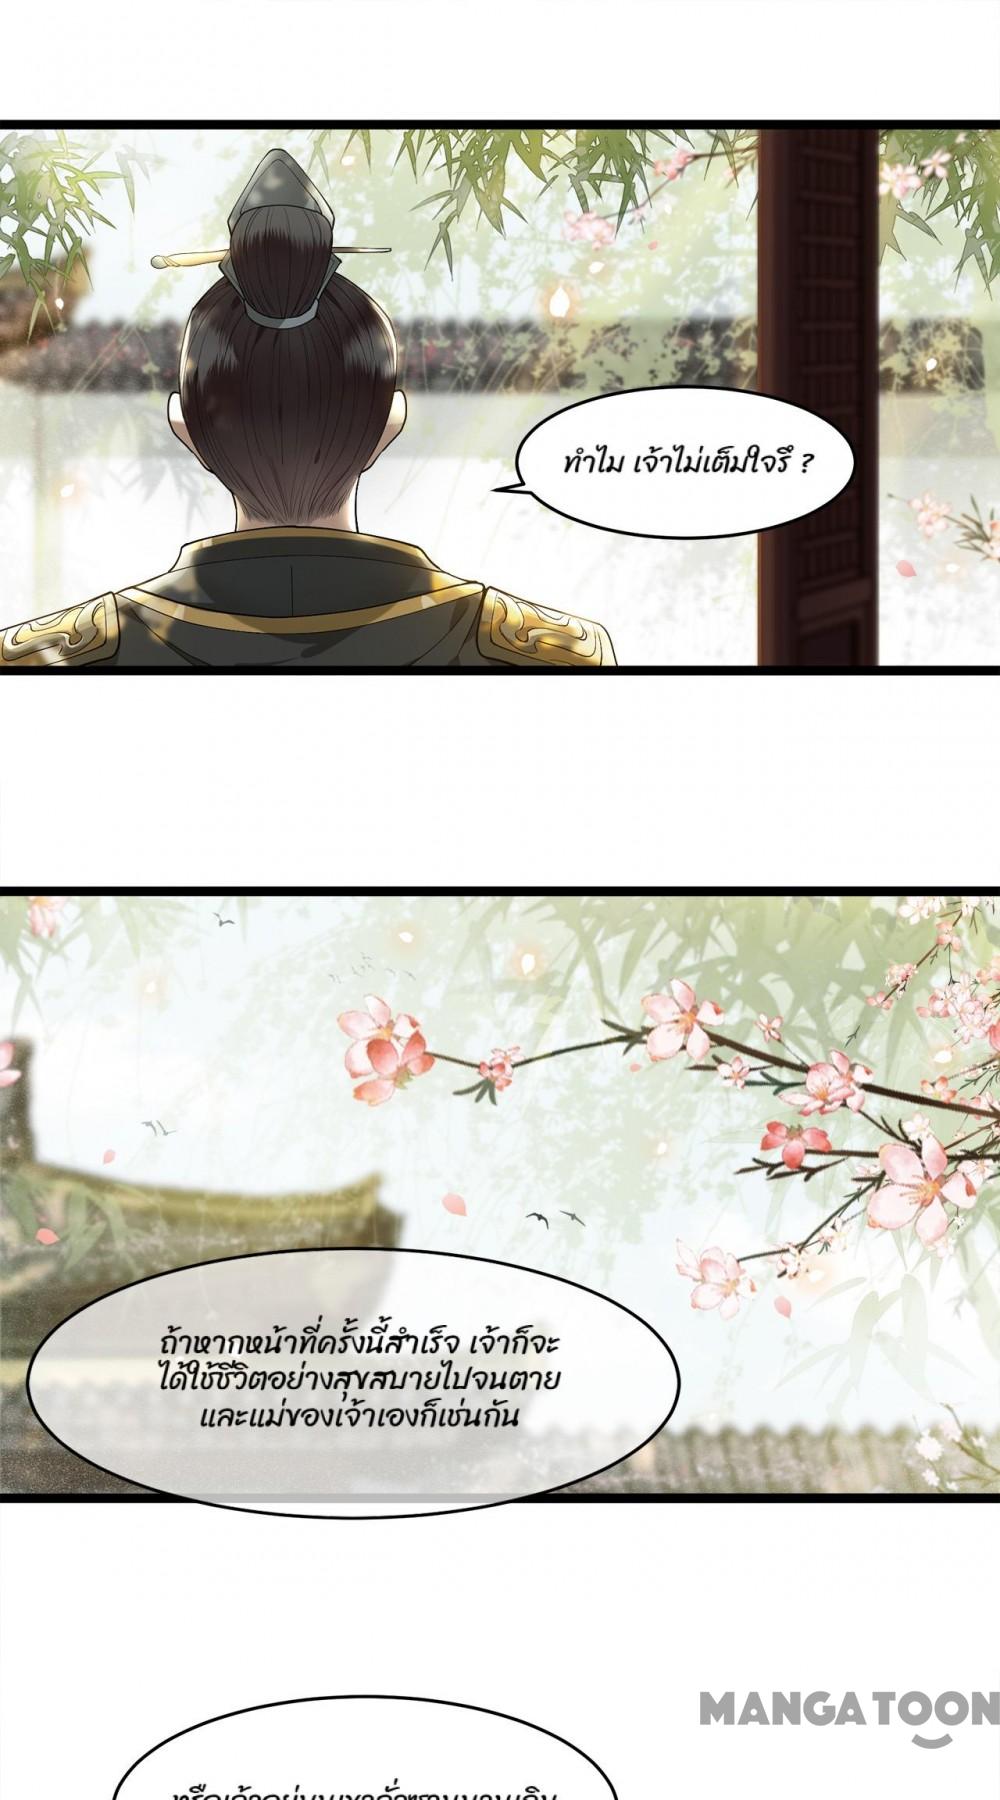 ทำไม เจ้าไม่เต็มใจรึ ?
ถ้าหากหน้าที่ครั้งนี้สำเร็จ เจ้าก็จะ
ได้ใช้ชีวิตอย่างสุขสบายไปจนตาย
และแม่ของเจ้าเองก็เช่นกัน
MANGATOON